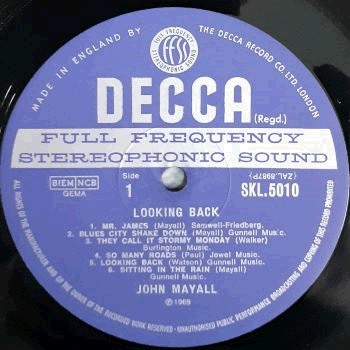 MADE IN ENGLAND BY
THE DECCA RECORD CO. LTD. LONDON
FULL FREQUENCY
ffss
STEREOPHONIC SOUND
DECCA
(Regd.)
FULL FREQUENCY
STEREOPHONIC SOUND
BIEM NCB
GEMA
Side
1
SKL.5010
LOOKING BACK
1. MR. JAMES (Mayall) Samwell-Friedberg.
2. BLUES CITY SHAKE DOWN (Mayall) Gunnell Music.
3. THEY CALL IT STORMY MONDAY (Walker)
Burlington Music.
4. SO MANY ROADS (Paul) Jewel Music.
5. LOOKING BACK (Watson) Gunnell Music.
6. SITTING IN THE RAIN (Mayall)
Gunnell Music.
JOHN MAYALL
℗ 1969
ALL RIGHTS OF THE MANUFACTURER AND OF THE OWNER OF THE RECORDED WORK RESERVED · UNAUTHORISED PUBLIC PERFORMANCE BROADCASTING AND COPYING OF THIS RECORD PROHIBITED